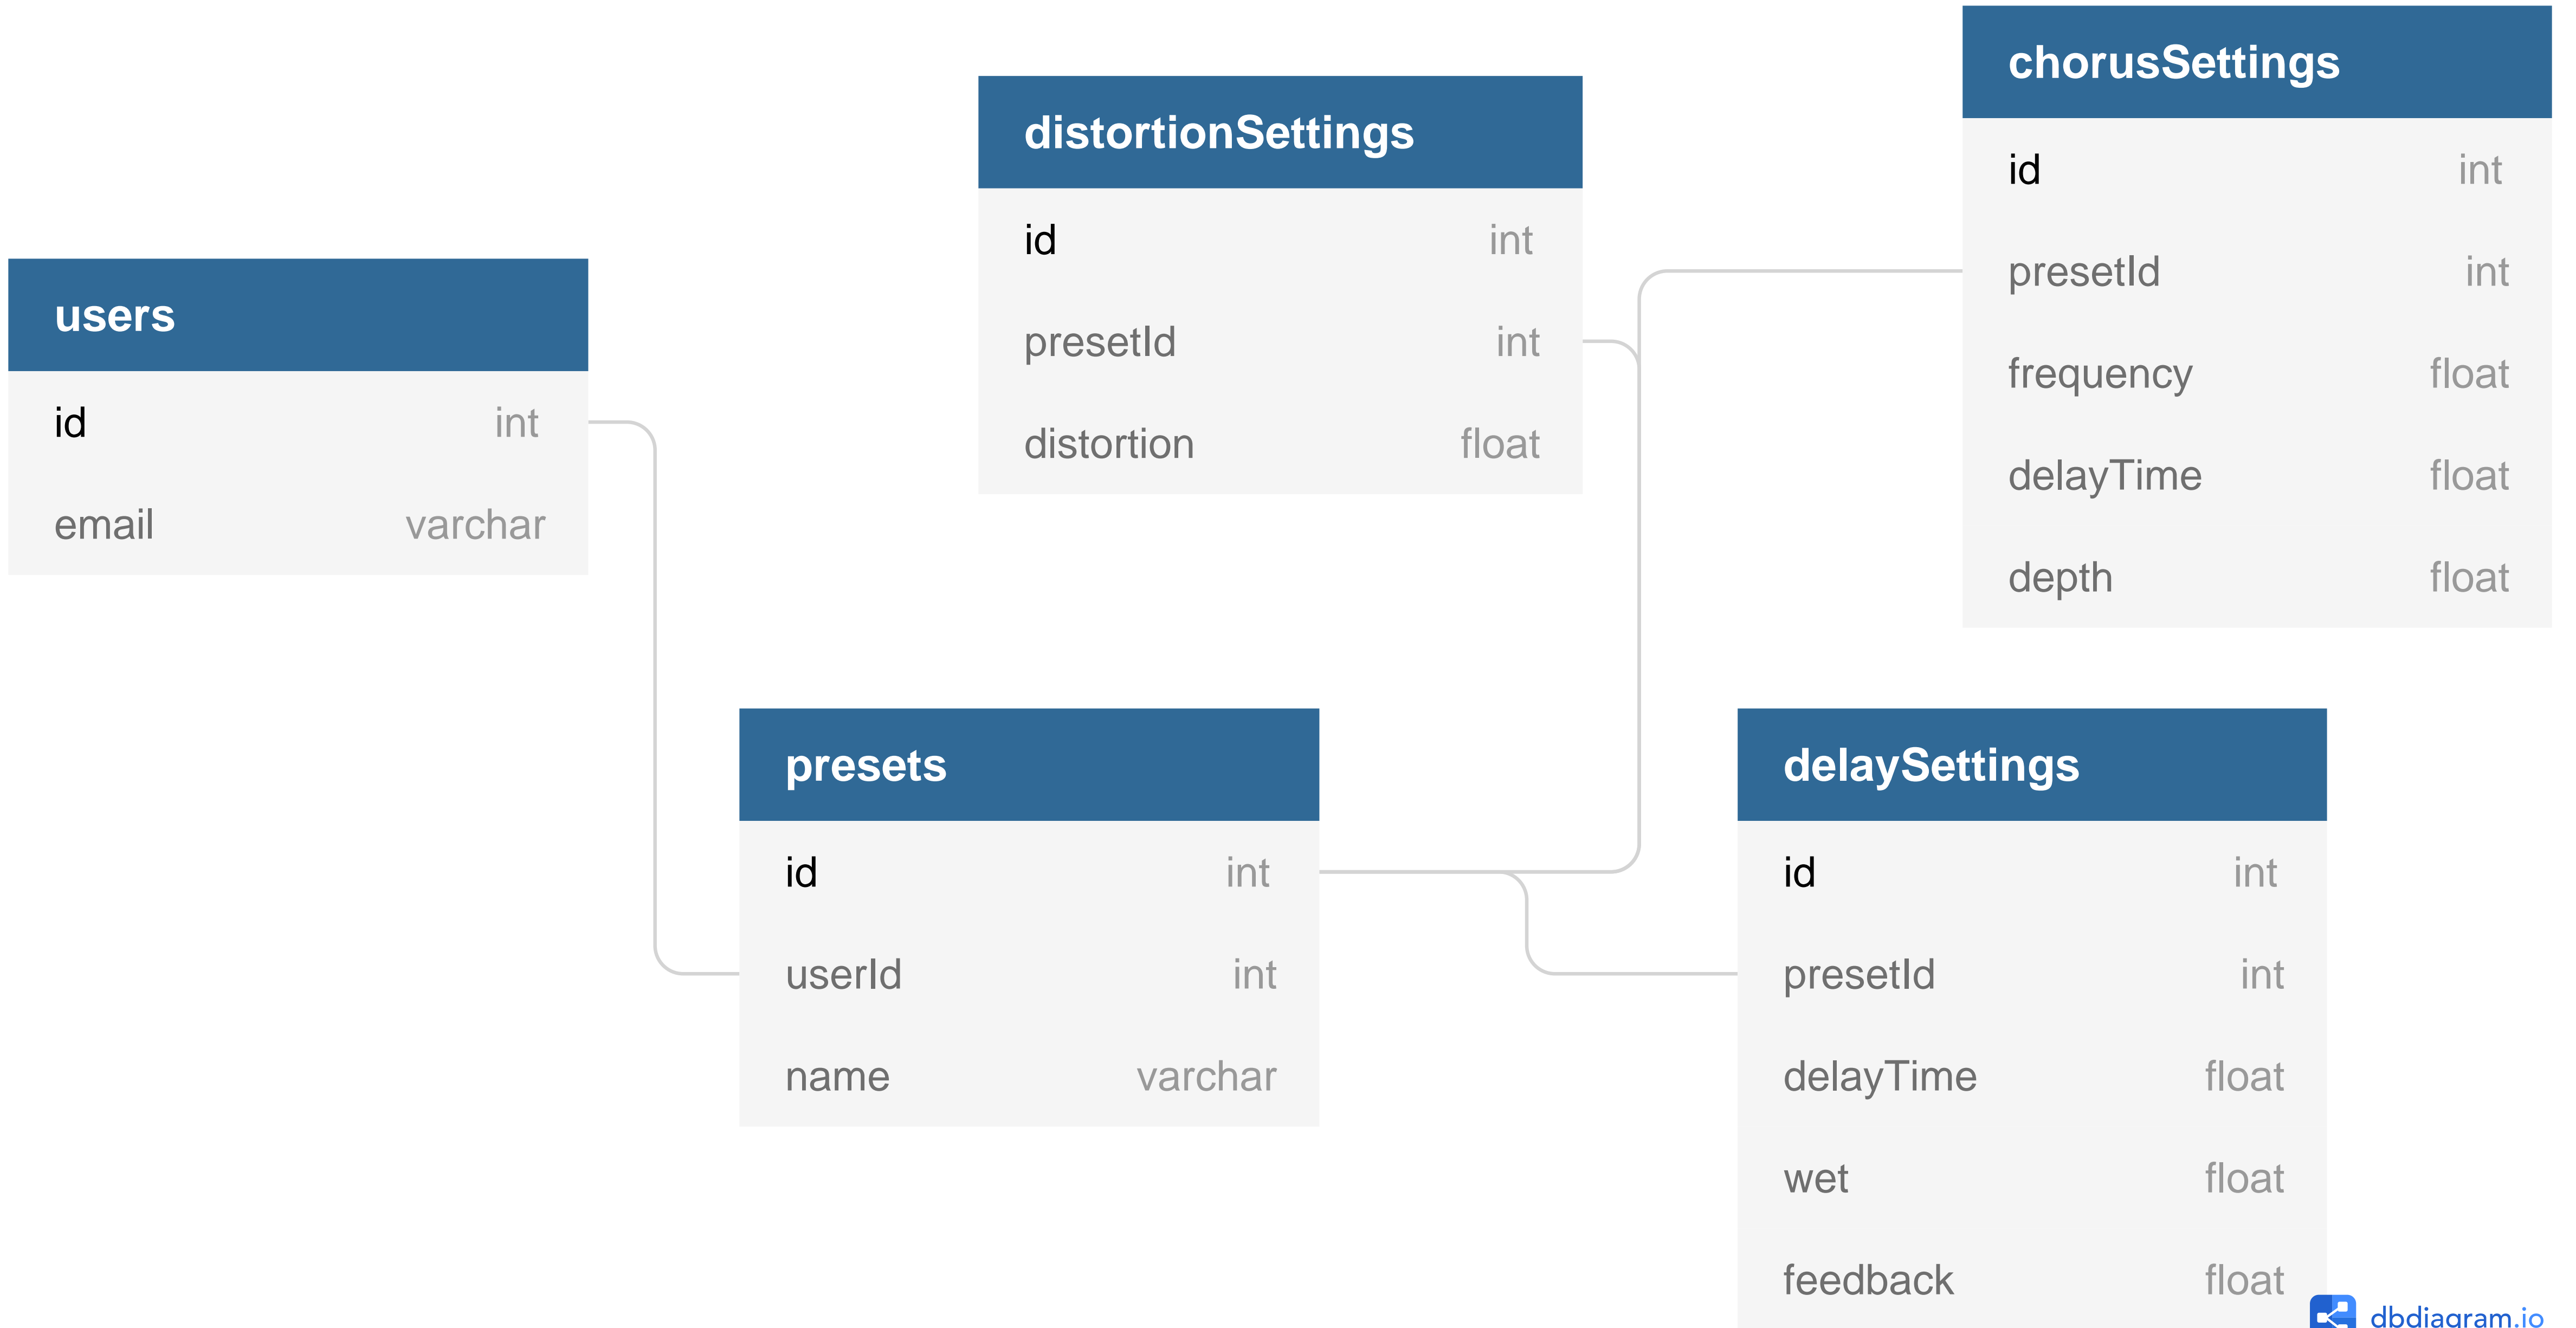 users
id int
email varchar
distortionSettings
id int
presetId int
distortion float
chorusSettings
id int
presetId int
frequency float
delayTime float
depth float
presets
id int
userId int
name varchar
delaySettings
id int
presetId int
delayTime float
wet float
feedback float
dbdiagram.io